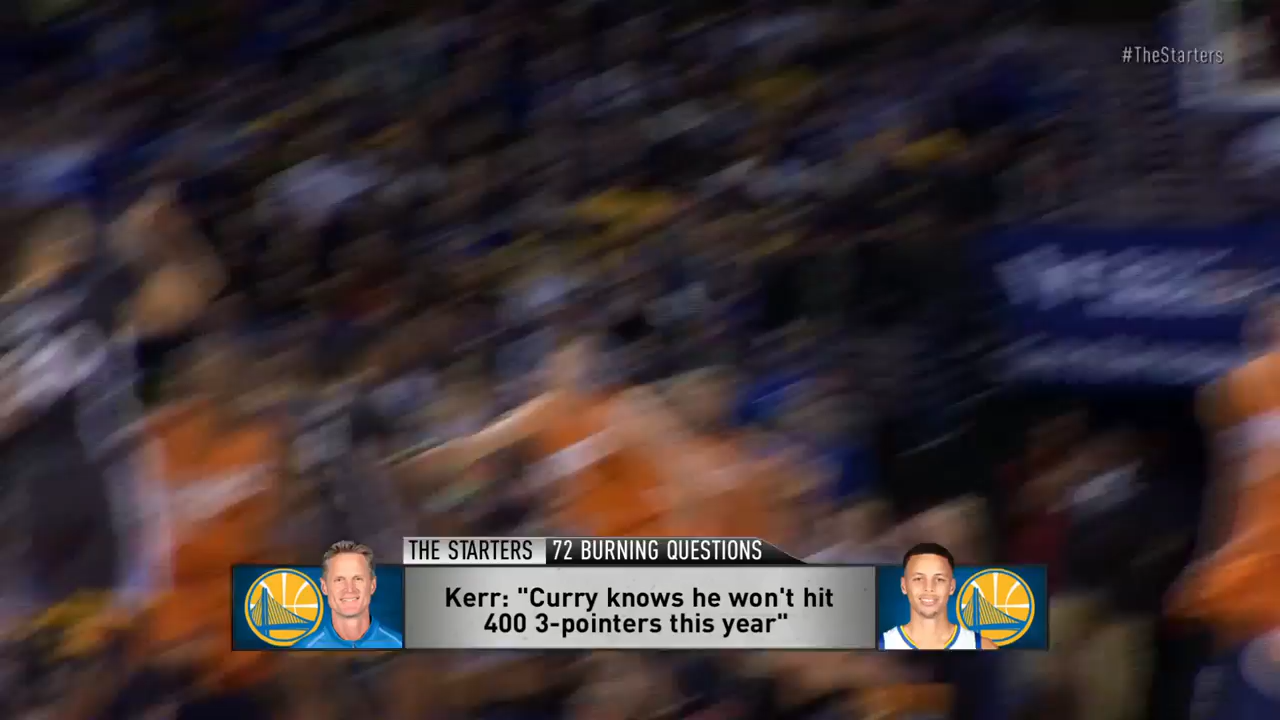 #TheStarters
THE STARTERS 72 BURNING QUESTIONS
Kerr: "Curry knows he won't hit
400 3-pointers this year"